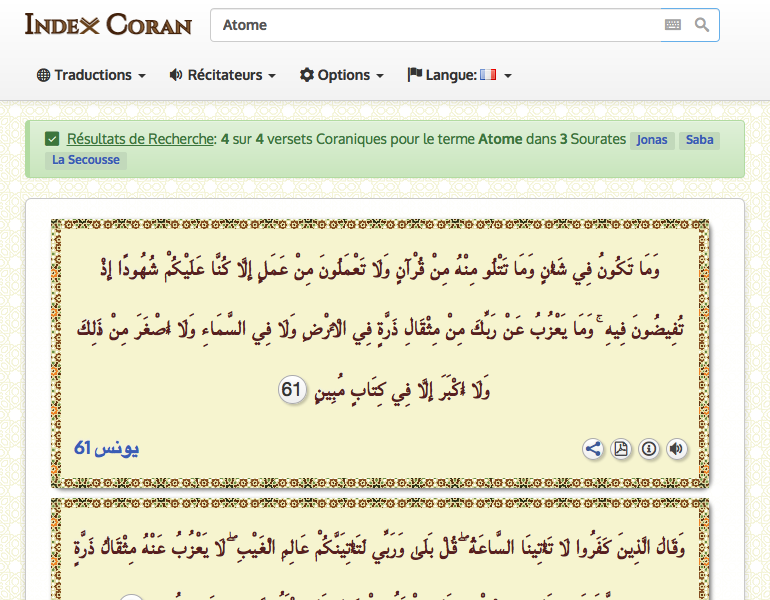 INDEX CORAN
Atome
Traductions Récitateurs Options Langue:
Résultats de Recherche: 4 sur 4 versets Coraniques pour le terme Atome dans 3 Sourates Jonas Saba
La Secousse
وَمَا تَكُونُ فِي شَأْنٍ وَمَا تَتْلُو مِنْهُ مِنْ قُرْآنٍ وَلَا تَعْمَلُونَ مِنْ عَمَلٍ إِلَّا كُنَّا عَلَيْكُمْ شُهُودًا إِذْ
تُفِيضُونَ فِيهِ ۚ وَمَا يَعْزُبُ عَنْ رَبِّكَ مِنْ مِثْقَالِ ذَرَّةٍ فِي الْأَرْضِ وَلَا فِي السَّمَاءِ وَلَا أَصْغَرَ مِنْ ذَٰلِكَ
وَلَا أَكْبَرَ إِلَّا فِي كِتَابٍ مُبِينٍ 61
يونس 61
وَقَالَ الَّذِينَ كَفَرُوا لَا تَأْتِينَا السَّاعَةُ ۖ قُلْ بَلَىٰ وَرَبِّي لَتَأْتِيَنَّكُمْ عَالِمِ الْغَيْبِ ۖ لَا يَعْزُبُ عَنْهُ مِثْقَالُ ذَرَّةٍ